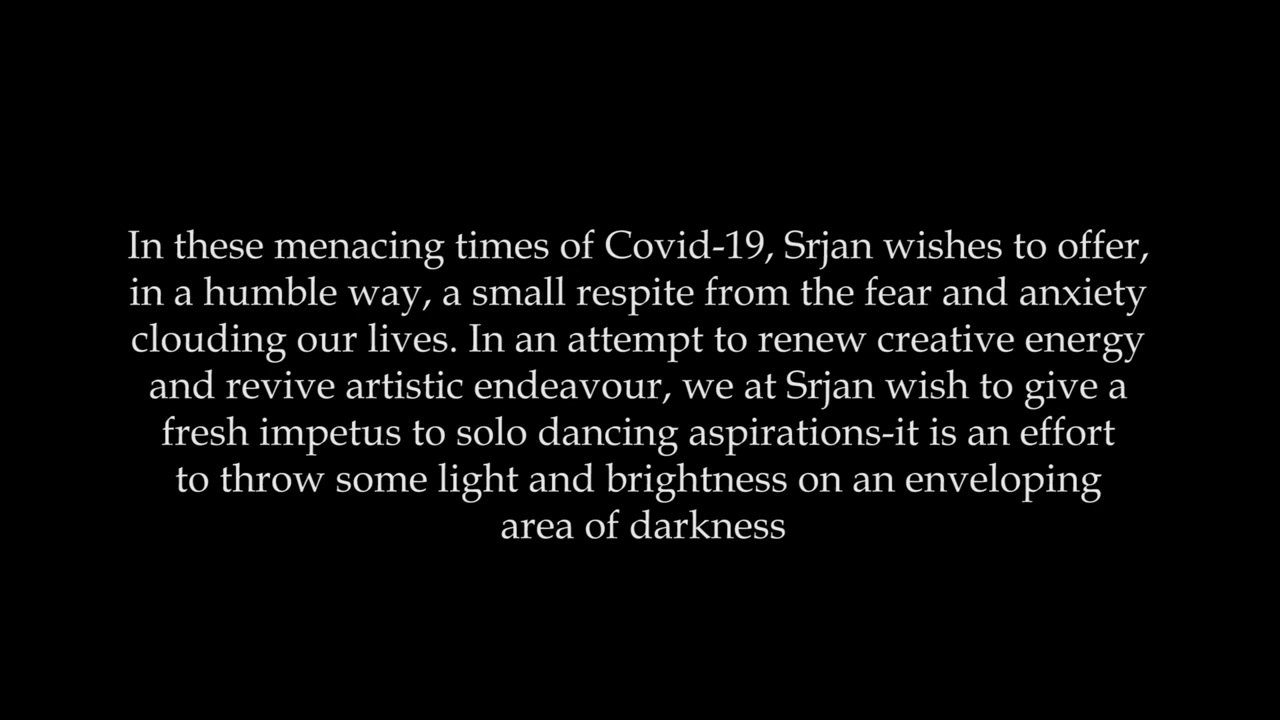 In these menacing times of Covid-19, Srjan wishes to offer,
in a humble way, a small respite from the fear and anxiety
clouding our lives. In an attempt to renew creative energy
and revive artistic endeavour, we at Srjan wish to give a
fresh impetus to solo dancing aspirations-it is an effort
to throw some light and brightness on an enveloping
area of darkness